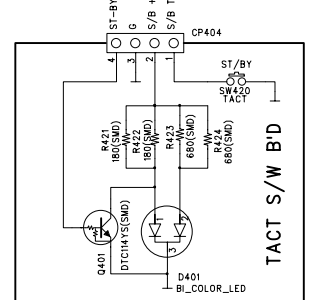 ST-BY
G
S/B +
S/B T
CP404
4
3
2
1
ST/BY
SW420
TACT
R421
180(SMD)
R422
180(SMD)
R423
680(SMD)
R424
680(SMD)
TACT S/W B'D
Q401
DTC114YS(SMD)
1
2
3
D401
BI_COLOR_LED